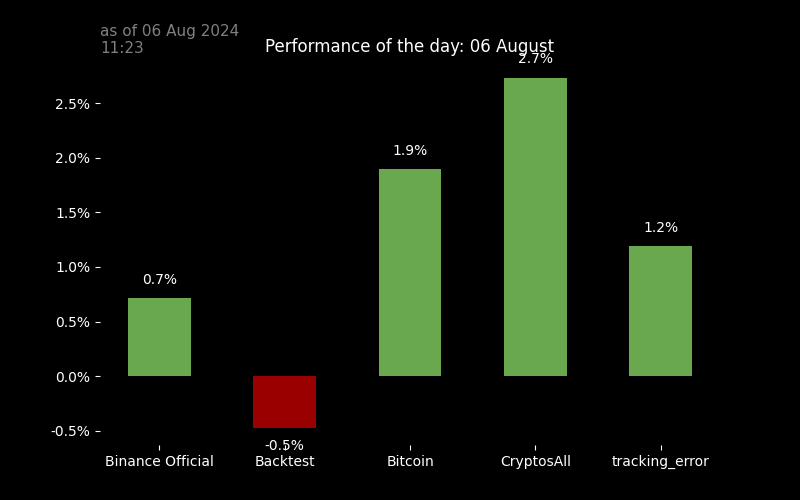 as of 06 Aug 2024
11:23
Performance of the day: 06 August
2.7%
2.5%
2.0%
1.9%
1.5%
1.2%
1.0%
0.7%
0.5%
0.0%
-0.5%
-0.5%
Binance Official
Backtest
Bitcoin
CryptosAll
tracking_error